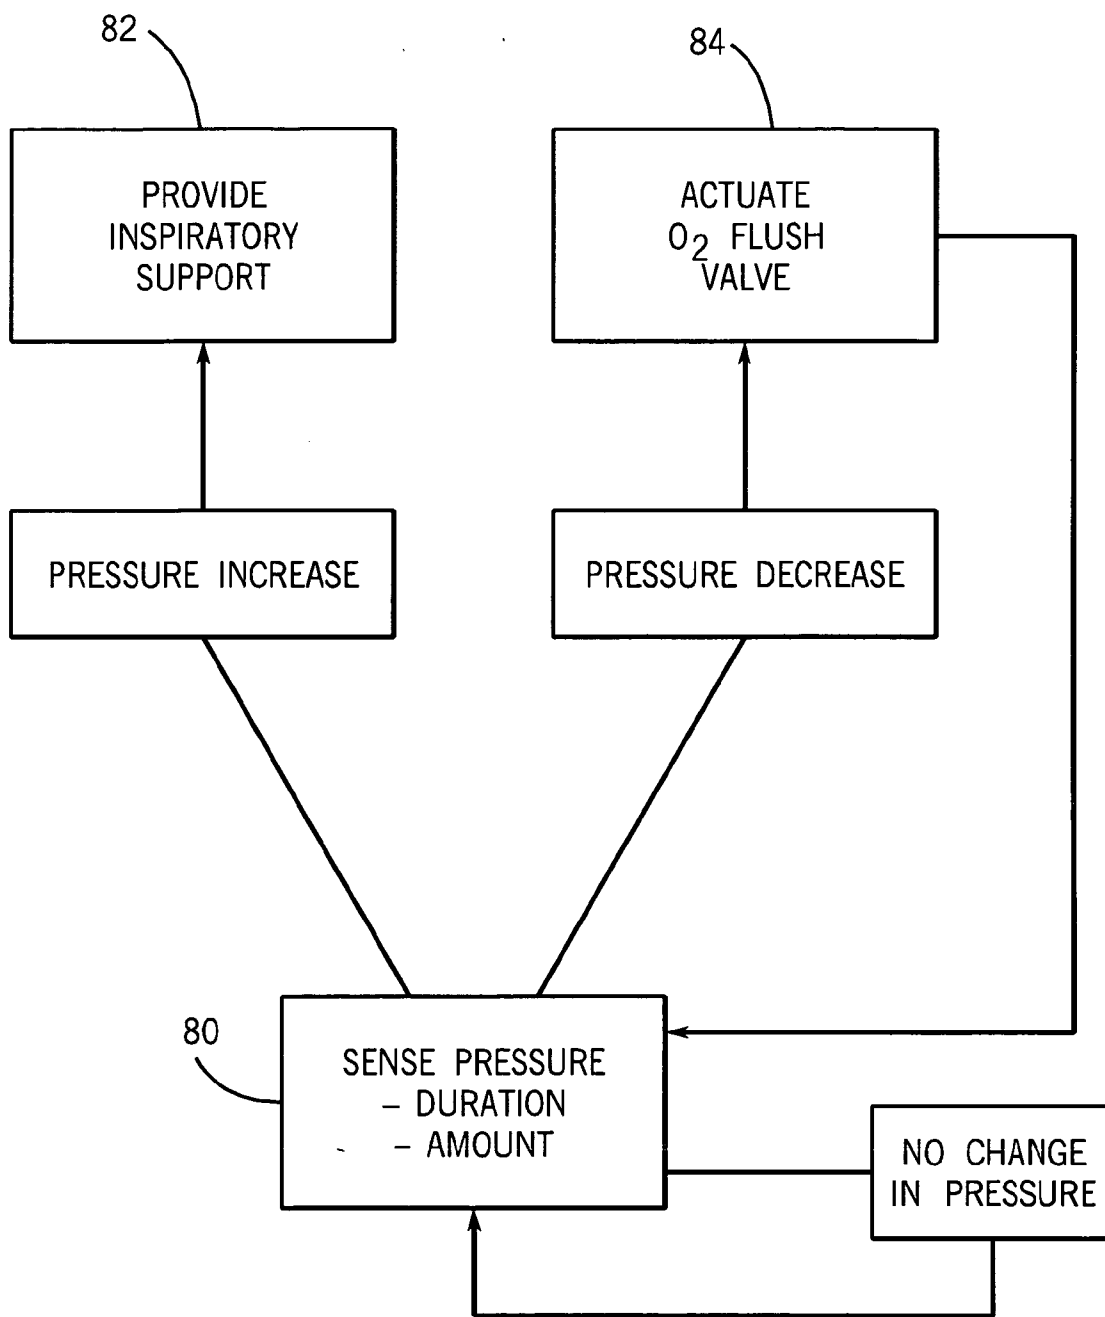 82
84
PROVIDE
INSPIRATORY
SUPPORT
ACTUATE
O2 FLUSH
VALVE
PRESSURE INCREASE
PRESSURE DECREASE
80
SENSE PRESSURE
– DURATION
– AMOUNT
NO CHANGE
IN PRESSURE